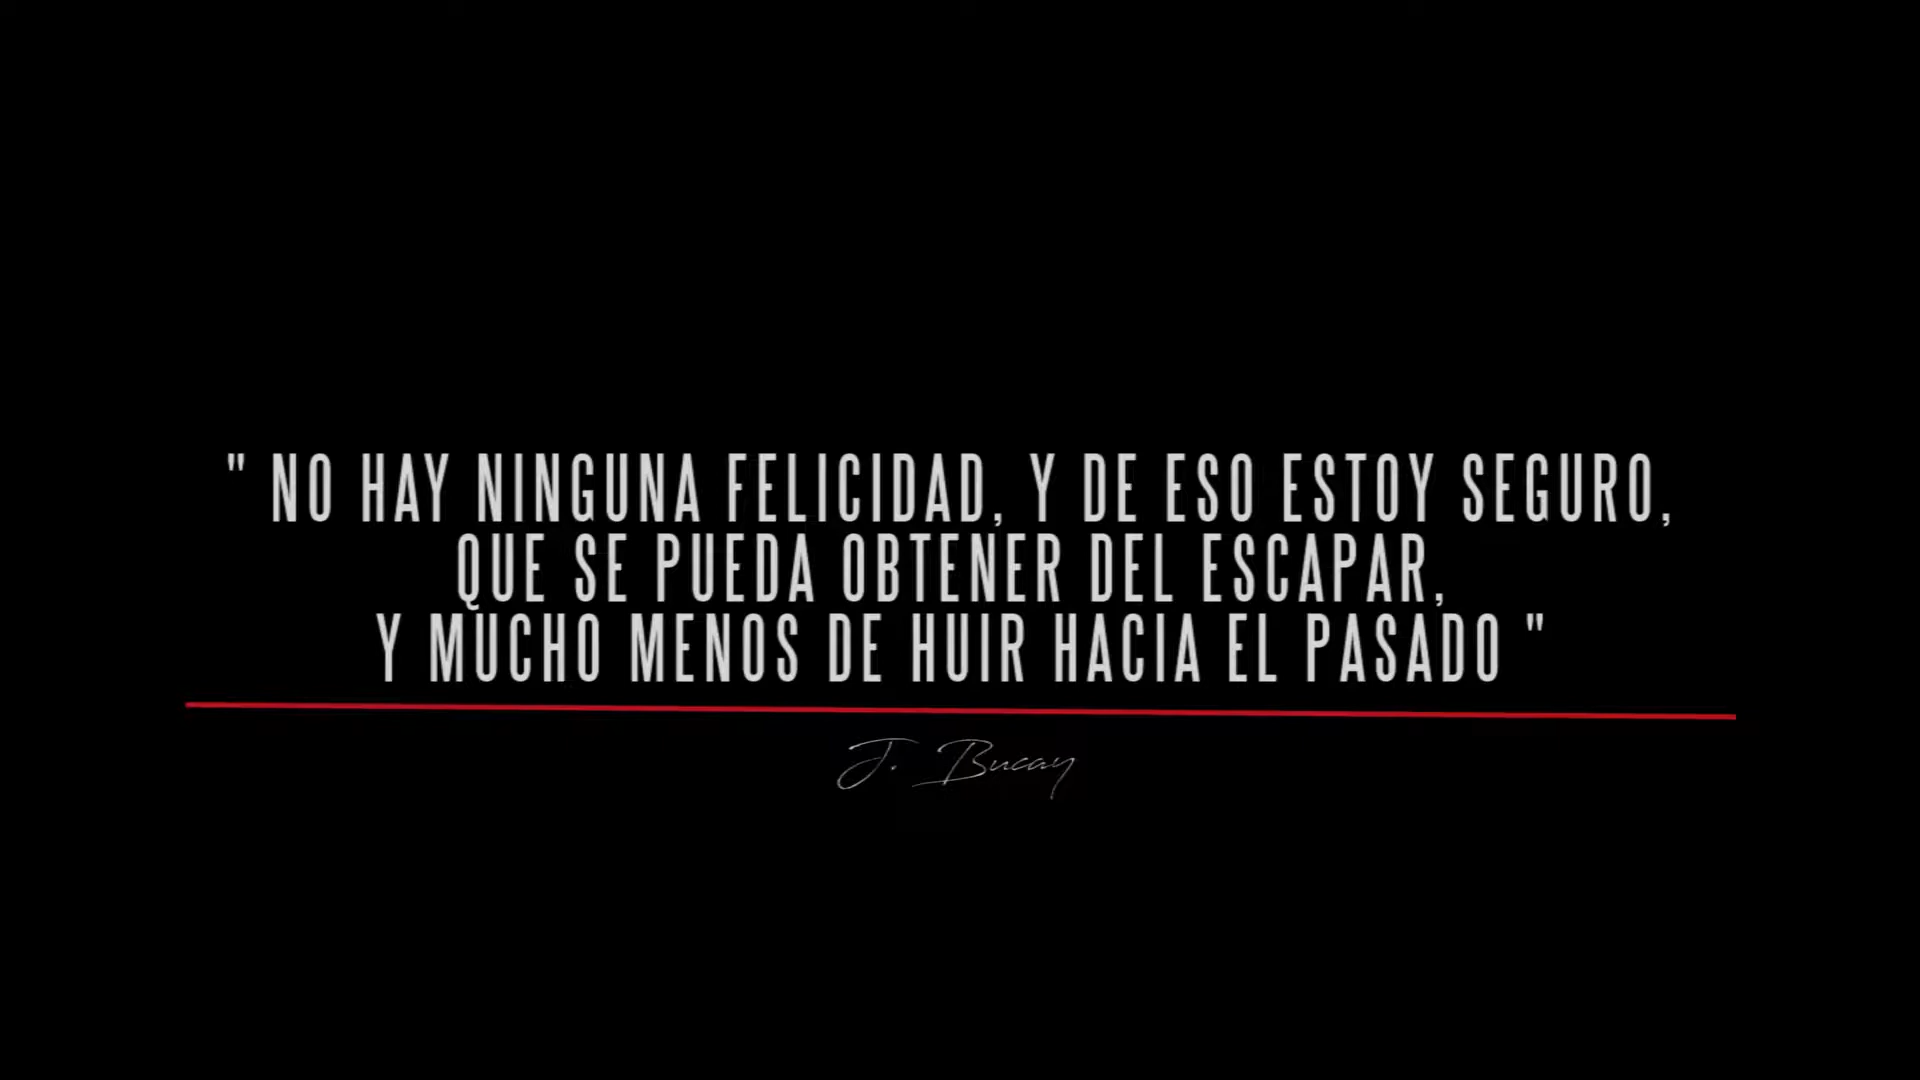 " NO HAY NINGUNA FELICIDAD, Y DE ESO ESTOY SEGURO,
QUE SE PUEDA OBTENER DEL ESCAPAR,
Y MUCHO MENOS DE HUIR HACIA EL PASADO "
J. Bucay